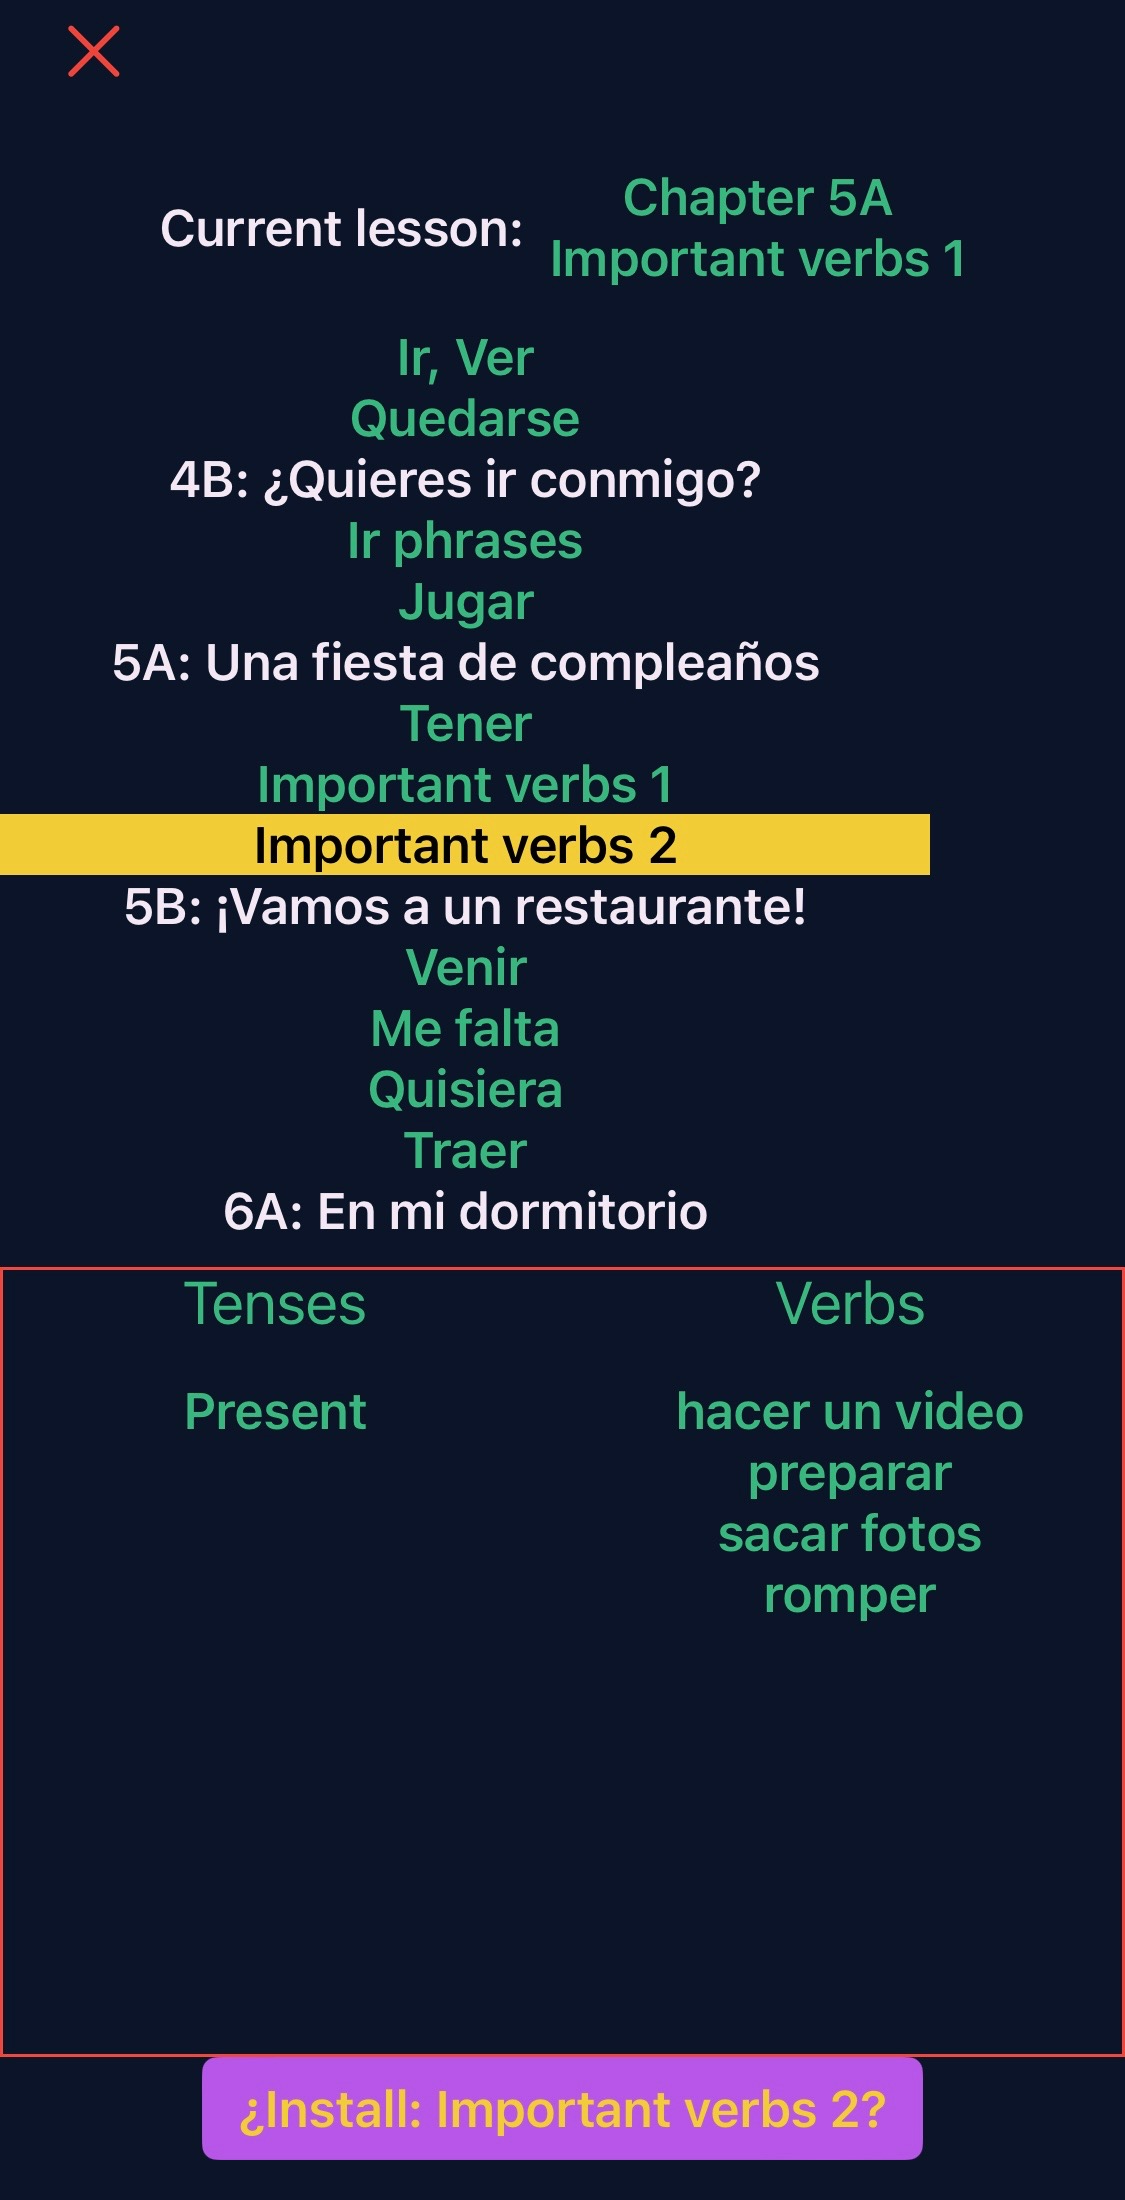 Current lesson:
Chapter 5A
Important verbs 1
Ir, Ver
Quedarse
4B: ¿Quieres ir conmigo?
Ir phrases
Jugar
5A: Una fiesta de compleaños
Tener
Important verbs 1
Important verbs 2
5B: ¡Vamos a un restaurante!
Venir
Me falta
Quisiera
Traer
6A: En mi dormitorio
Tenses
Verbs
Present
hacer un video
preparar
sacar fotos
romper
¿Install: Important verbs 2?